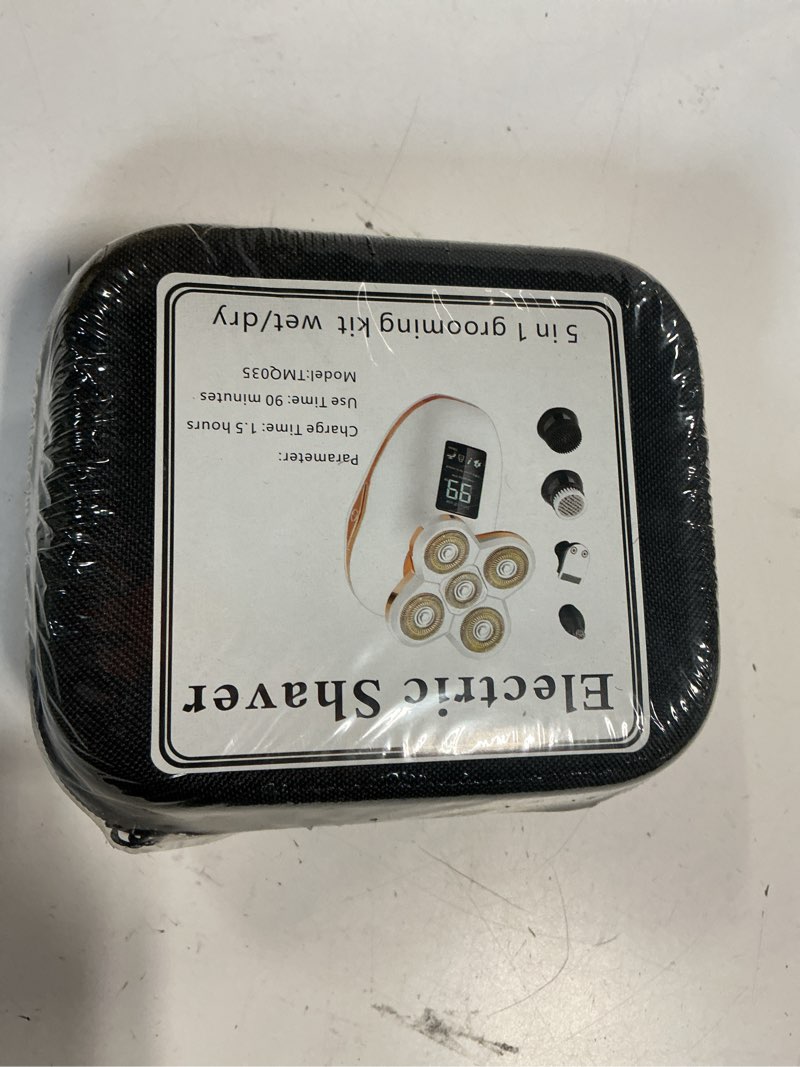 Electric Shaver
99
Parameter:
Charge Time: 1.5 hours
Use Time: 90 minutes
Model:TMQ035
5 in 1 grooming kit wet/dry